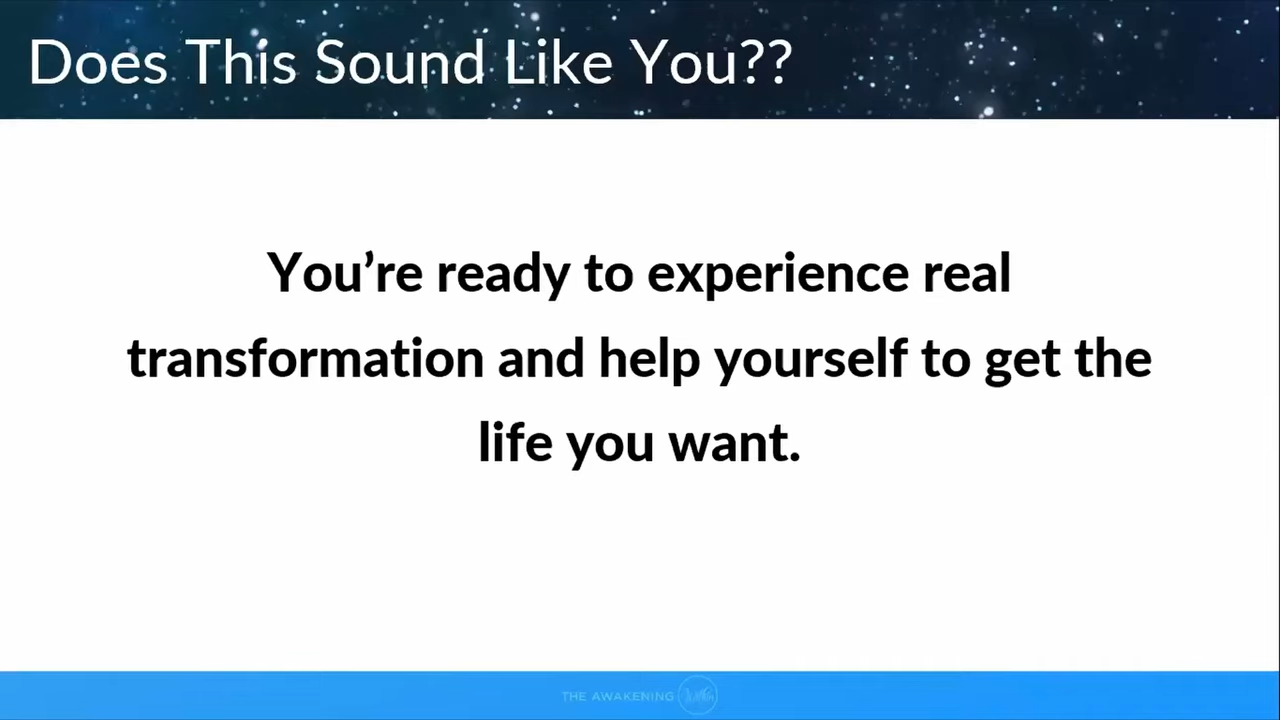 Does This Sound Like You??
You’re ready to experience real
transformation and help yourself to get the
life you want.
THE AWAKENING Within